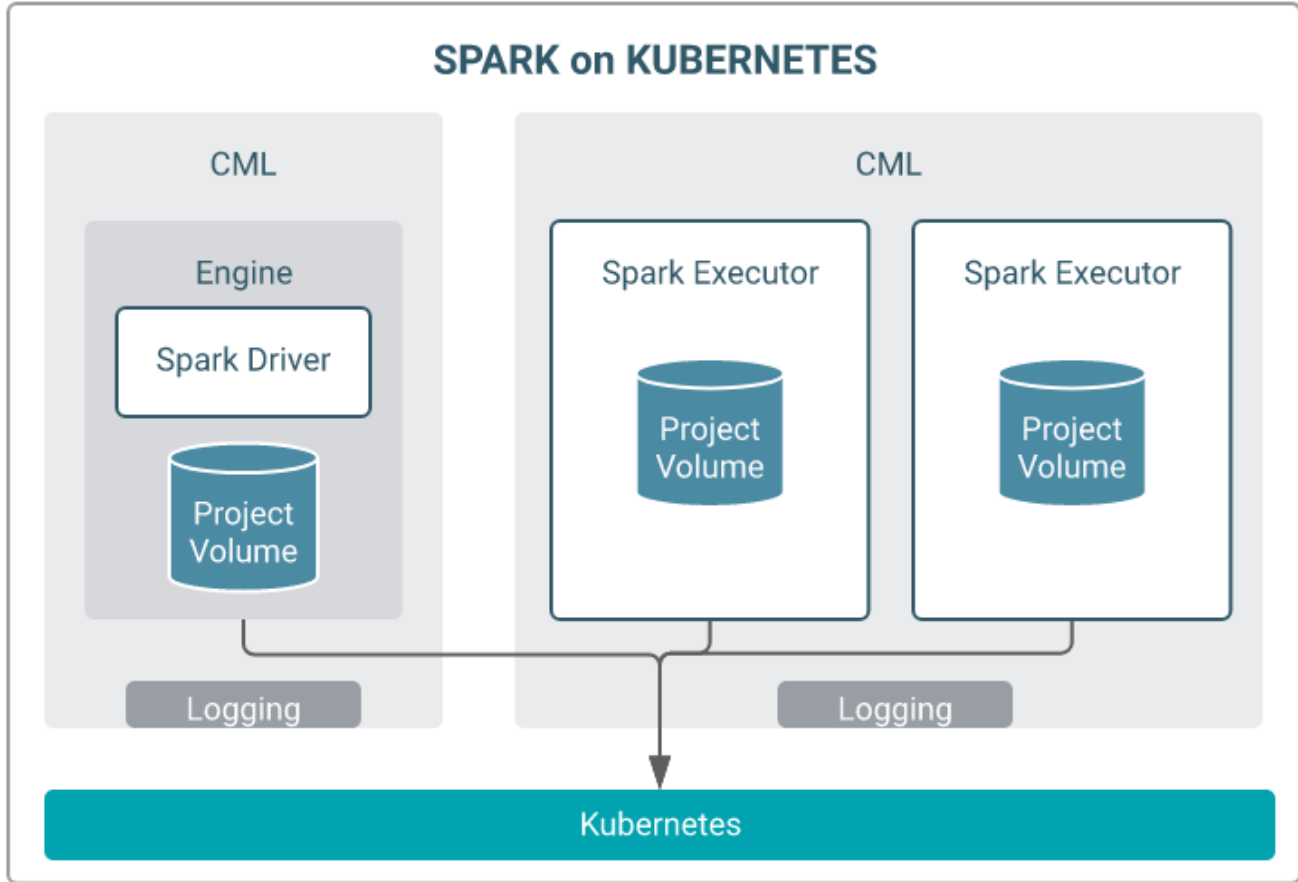 SPARK on KUBERNETES
CML
Engine
Spark Driver
Project
Volume
Logging
CML
Spark Executor
Project
Volume
Spark Executor
Project
Volume
Logging
Kubernetes